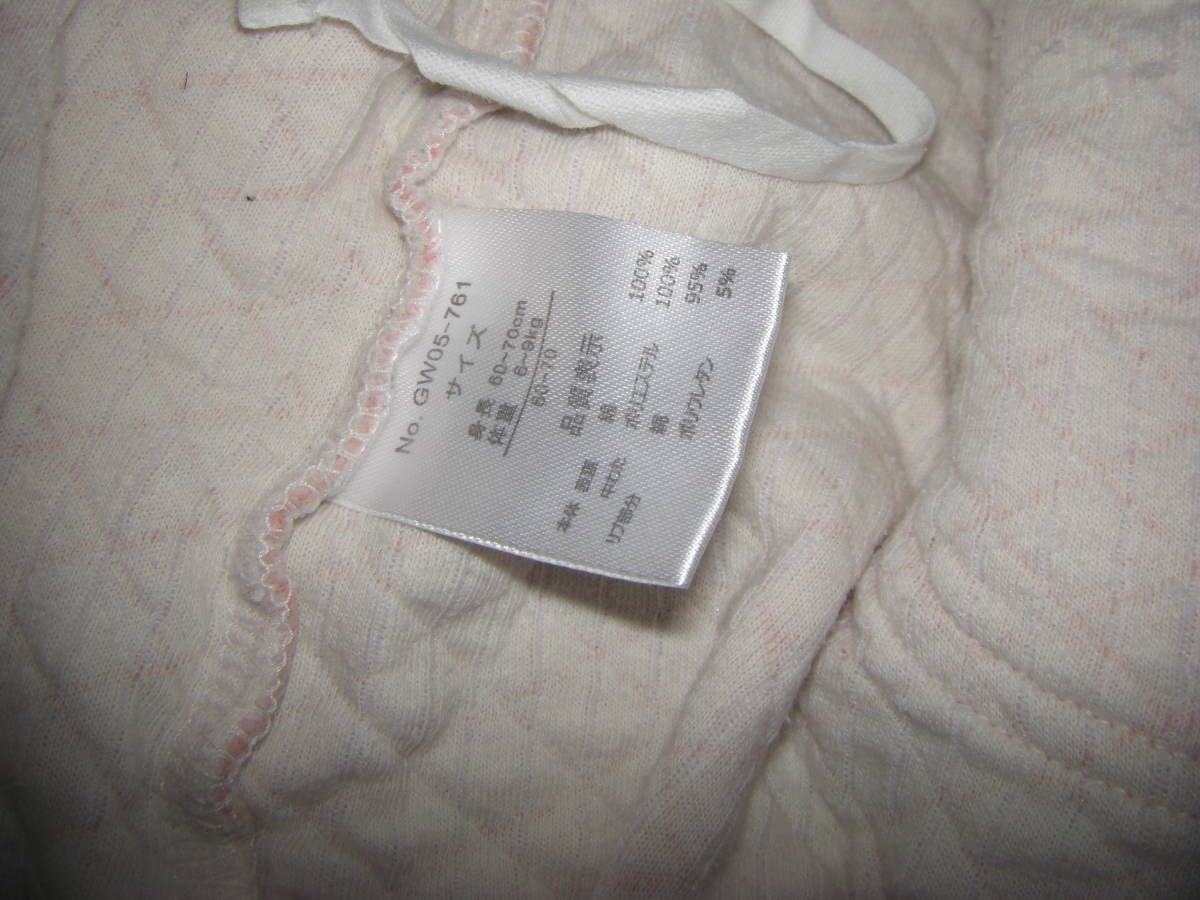 No. GW05-761
サイズ
身長 60~70cm
体重 6~9kg
60-70
品質表示
本体 表裏 綿 100%
中わた ポリエステル 100%
リブ部分 綿 95%
ポリウレタン 5%